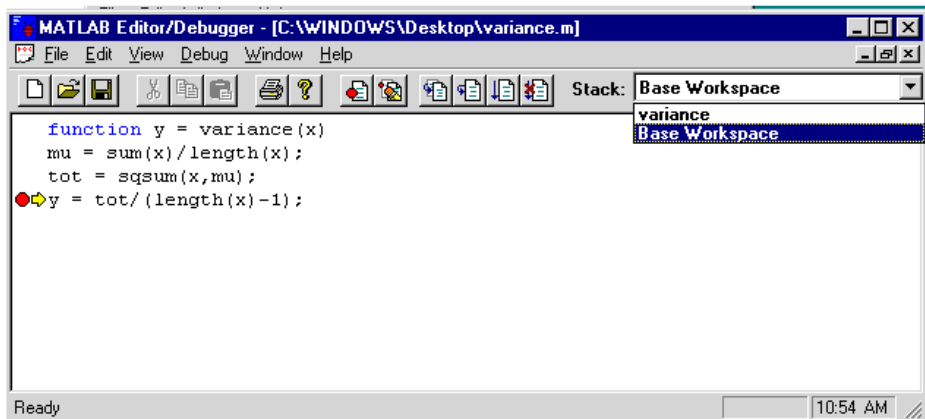 MATLAB Editor/Debugger - [C:\WINDOWS\Desktop\variance.m]
File Edit View Debug Window Help
Stack: Base Workspace
variance
Base Workspace
function y = variance(x)
mu = sum(x)/length(x);
tot = sqsum(x,mu);
y = tot/(length(x)-1);
Ready
10:54 AM